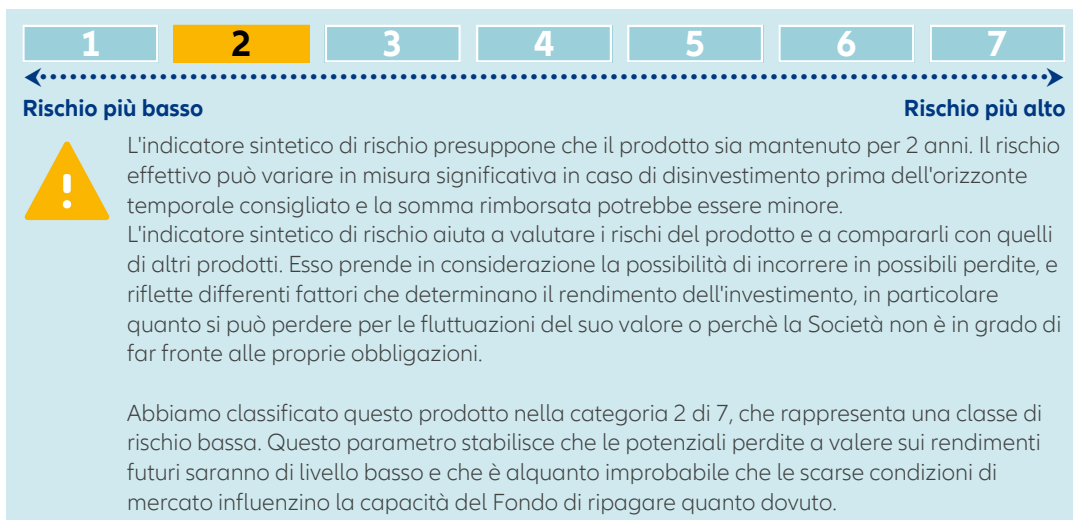 1 2 3 4 5 6 7
Rischio più basso Rischio più alto
L'indicatore sintetico di rischio presuppone che il prodotto sia mantenuto per 2 anni. Il rischio
effettivo può variare in misura significativa in caso di disinvestimento prima dell'orizzonte
temporale consigliato e la somma rimborsata potrebbe essere minore.
L'indicatore sintetico di rischio aiuta a valutare i rischi del prodotto e a compararli con quelli
di altri prodotti. Esso prende in considerazione la possibilità di incorrere in possibili perdite, e
riflette differenti fattori che determinano il rendimento dell'investimento, in particolare
quanto si può perdere per le fluttuazioni del suo valore o perchè la Società non è in grado di
far fronte alle proprie obbligazioni.
Abbiamo classificato questo prodotto nella categoria 2 di 7, che rappresenta una classe di
rischio bassa. Questo parametro stabilisce che le potenziali perdite a valere sui rendimenti
futuri saranno di livello basso e che è alquanto improbabile che le scarse condizioni di
mercato influenzino la capacità del Fondo di ripagare quanto dovuto.